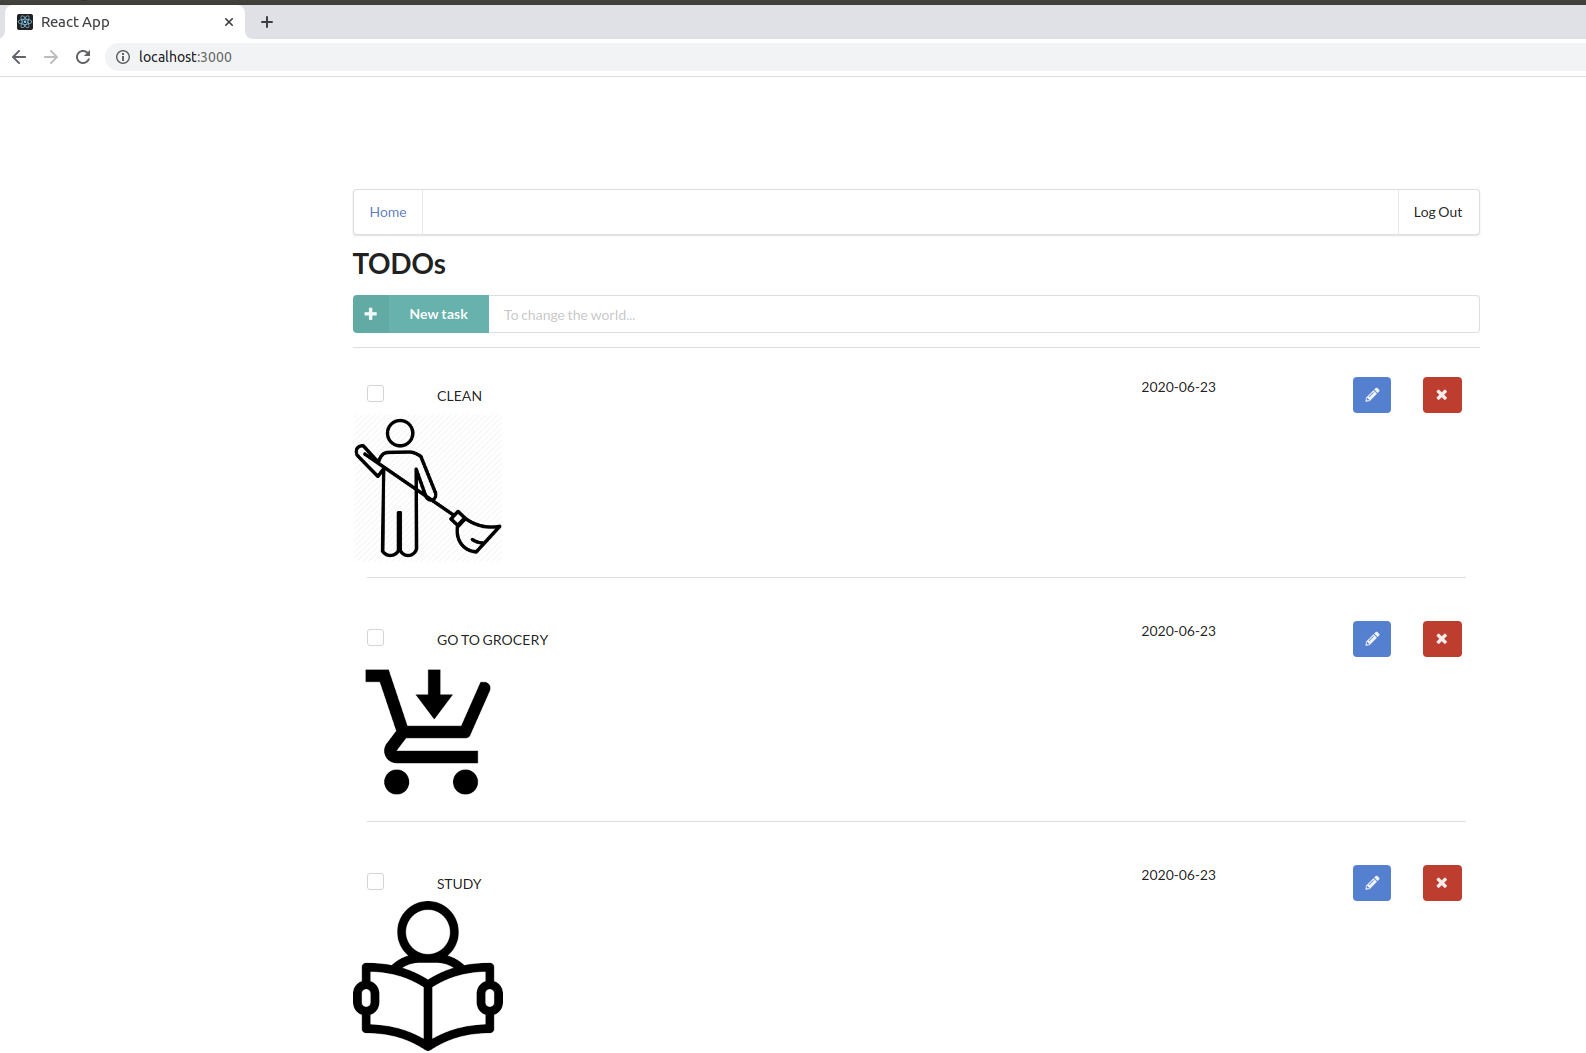 React App
localhost:3000
Home
Log Out
TODOs
New task
To change the world...
CLEAN
2020-06-23
GO TO GROCERY
2020-06-23
STUDY
2020-06-23